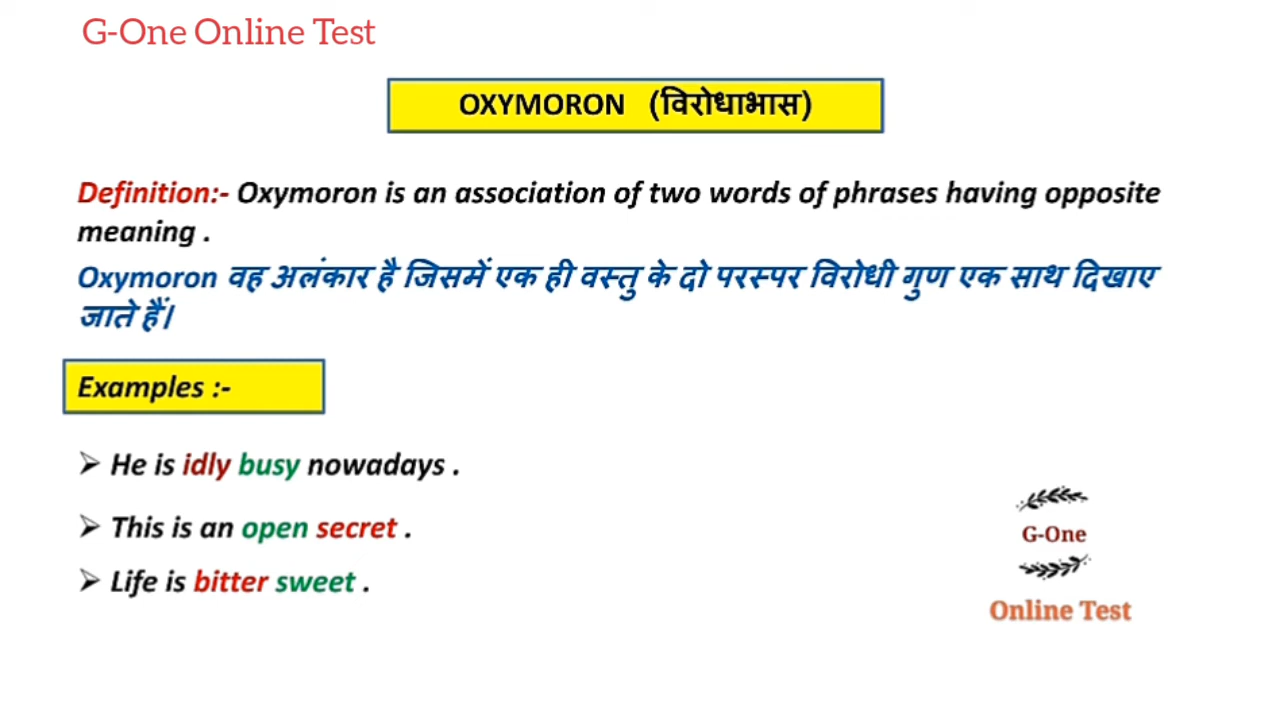 G-One Online Test
OXYMORON (विरोधाभास)
Definition:- Oxymoron is an association of two words of phrases having opposite
meaning .
Oxymoron वह अलंकार है जिसमें एक ही वस्तु के दो परस्पर विरोधी गुण एक साथ दिखाए
जाते हैं।
Examples :-
➢ He is idly busy nowadays .
➢ This is an open secret .
➢ Life is bitter sweet .
G-One
Online Test